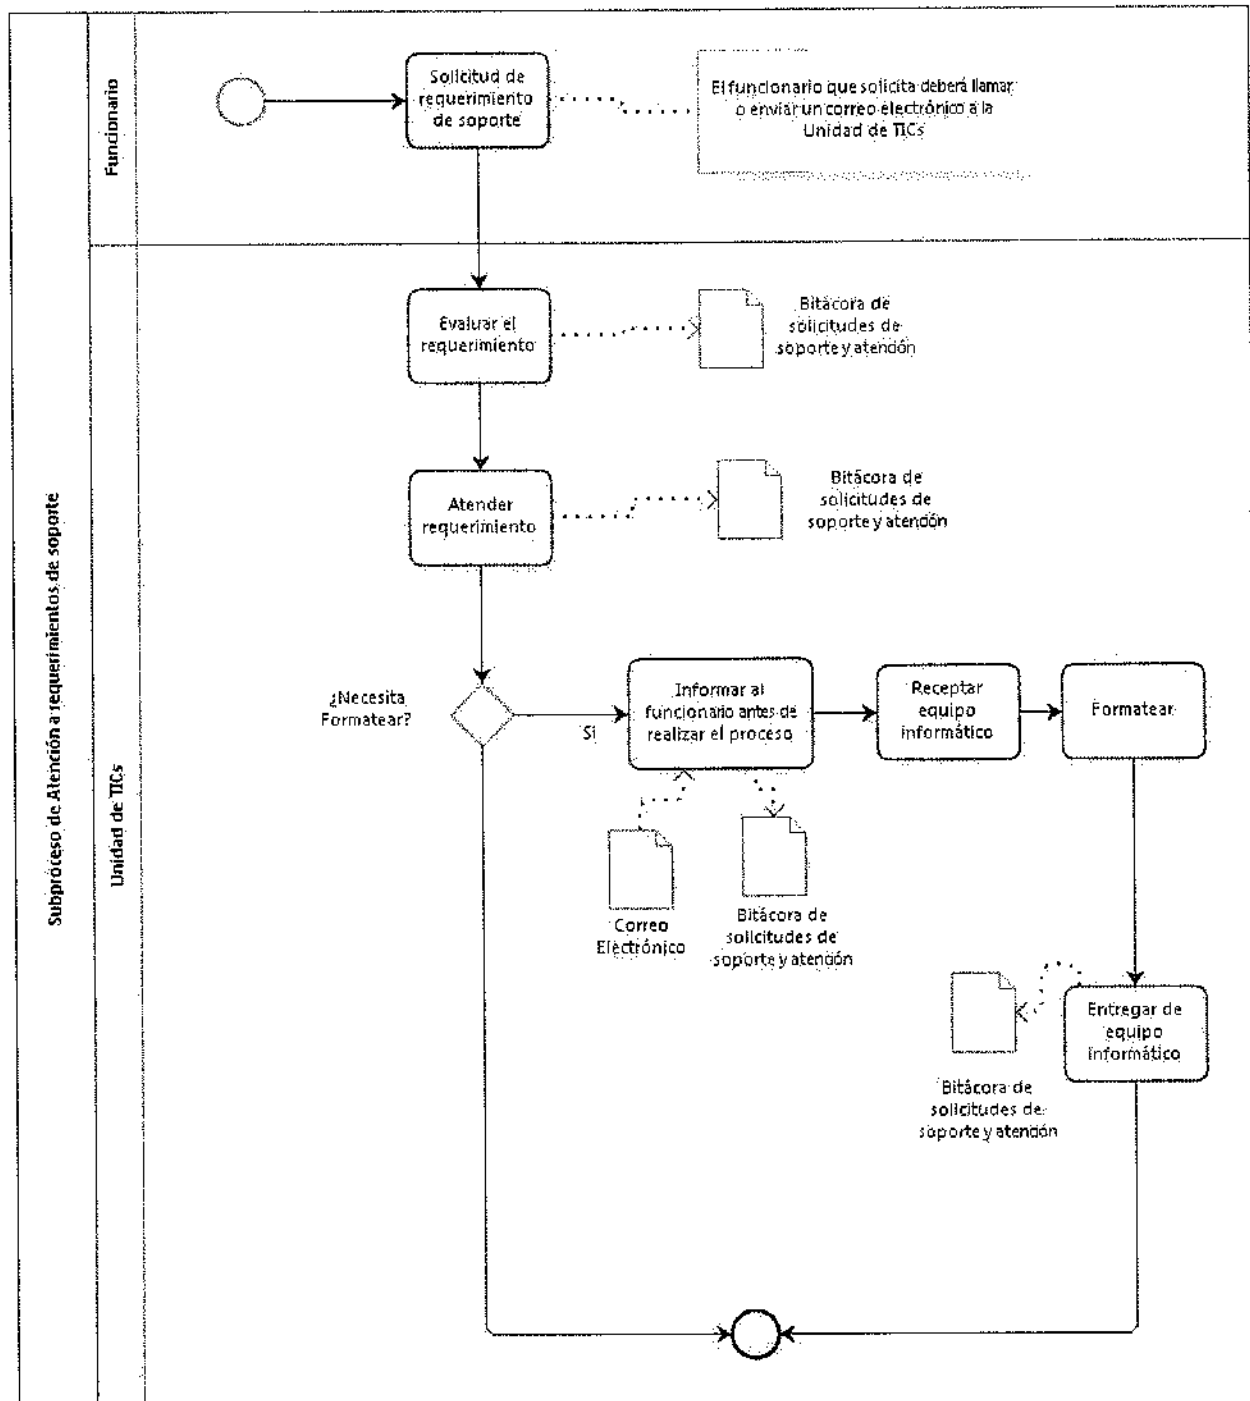 Subproceso de Atención a requerimientos de soporte
Funcionario
Solicitud de
requerimiento
de soporte
El funcionario que solicita deberá llamar
o enviar un correo electrónico a la
Unidad de TICs
Unidad de TICs
Evaluar el
requerimiento
Bitácora de
solicitudes de
soporte y atención
Atender
requerimiento
Bitácora de
solicitudes de
soporte y atención
¿Necesita
Formatear?
Si
Informar al
funcionario antes de
realizar el proceso
Receptar
equipo
informático
Formatear
Correo
Electrónico
Bitácora de
solicitudes de
soporte y atención
Entregar de
equipo
informático
Bitácora de
solicitudes de
soporte y atención